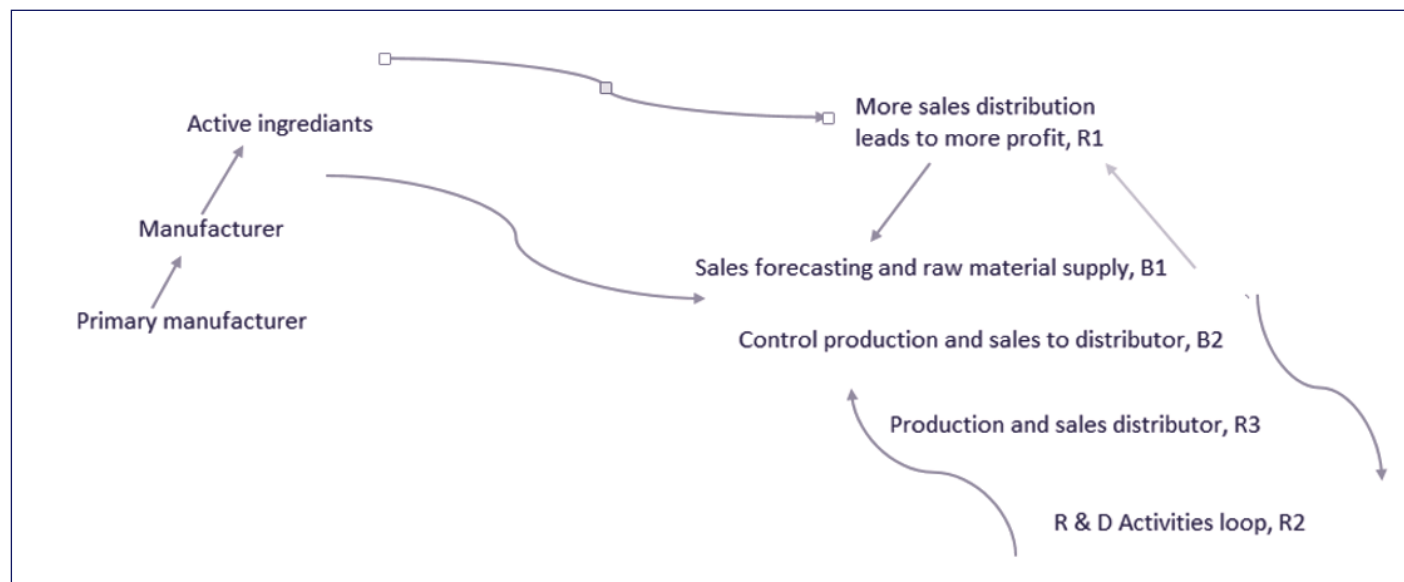 Active ingrediants
More sales distribution
leads to more profit, R1
Manufacturer
Sales forecasting and raw material supply, B1
Primary manufacturer
Control production and sales to distributor, B2
Production and sales distributor, R3
R & D Activities loop, R2